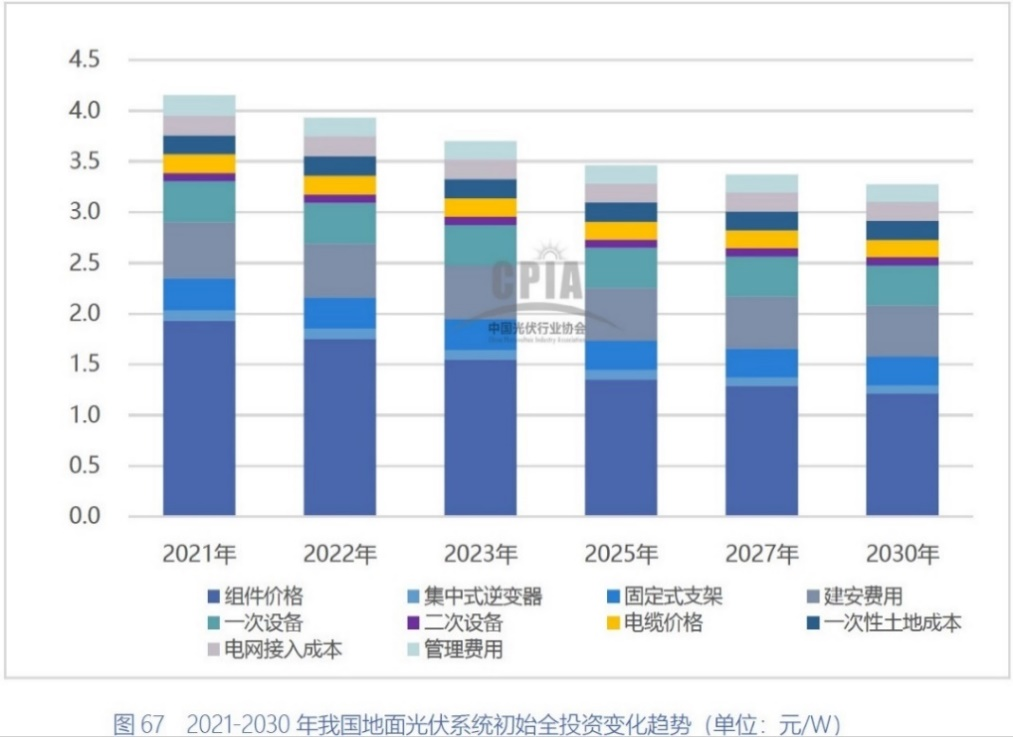 4.5
4.0
3.5
3.0
2.5
2.0
1.5
1.0
0.5
0.0
CPIA
中国光伏行业协会
2021年 2022年 2023年 2025年 2027年 2030年
组件价格 集中式逆变器 固定式支架 建安费用
一次设备 二次设备 电缆价格 一次性土地成本
电网接入成本 管理费用
图 67 2021-2030 年我国地面光伏系统初始全投资变化趋势（单位：元/W）